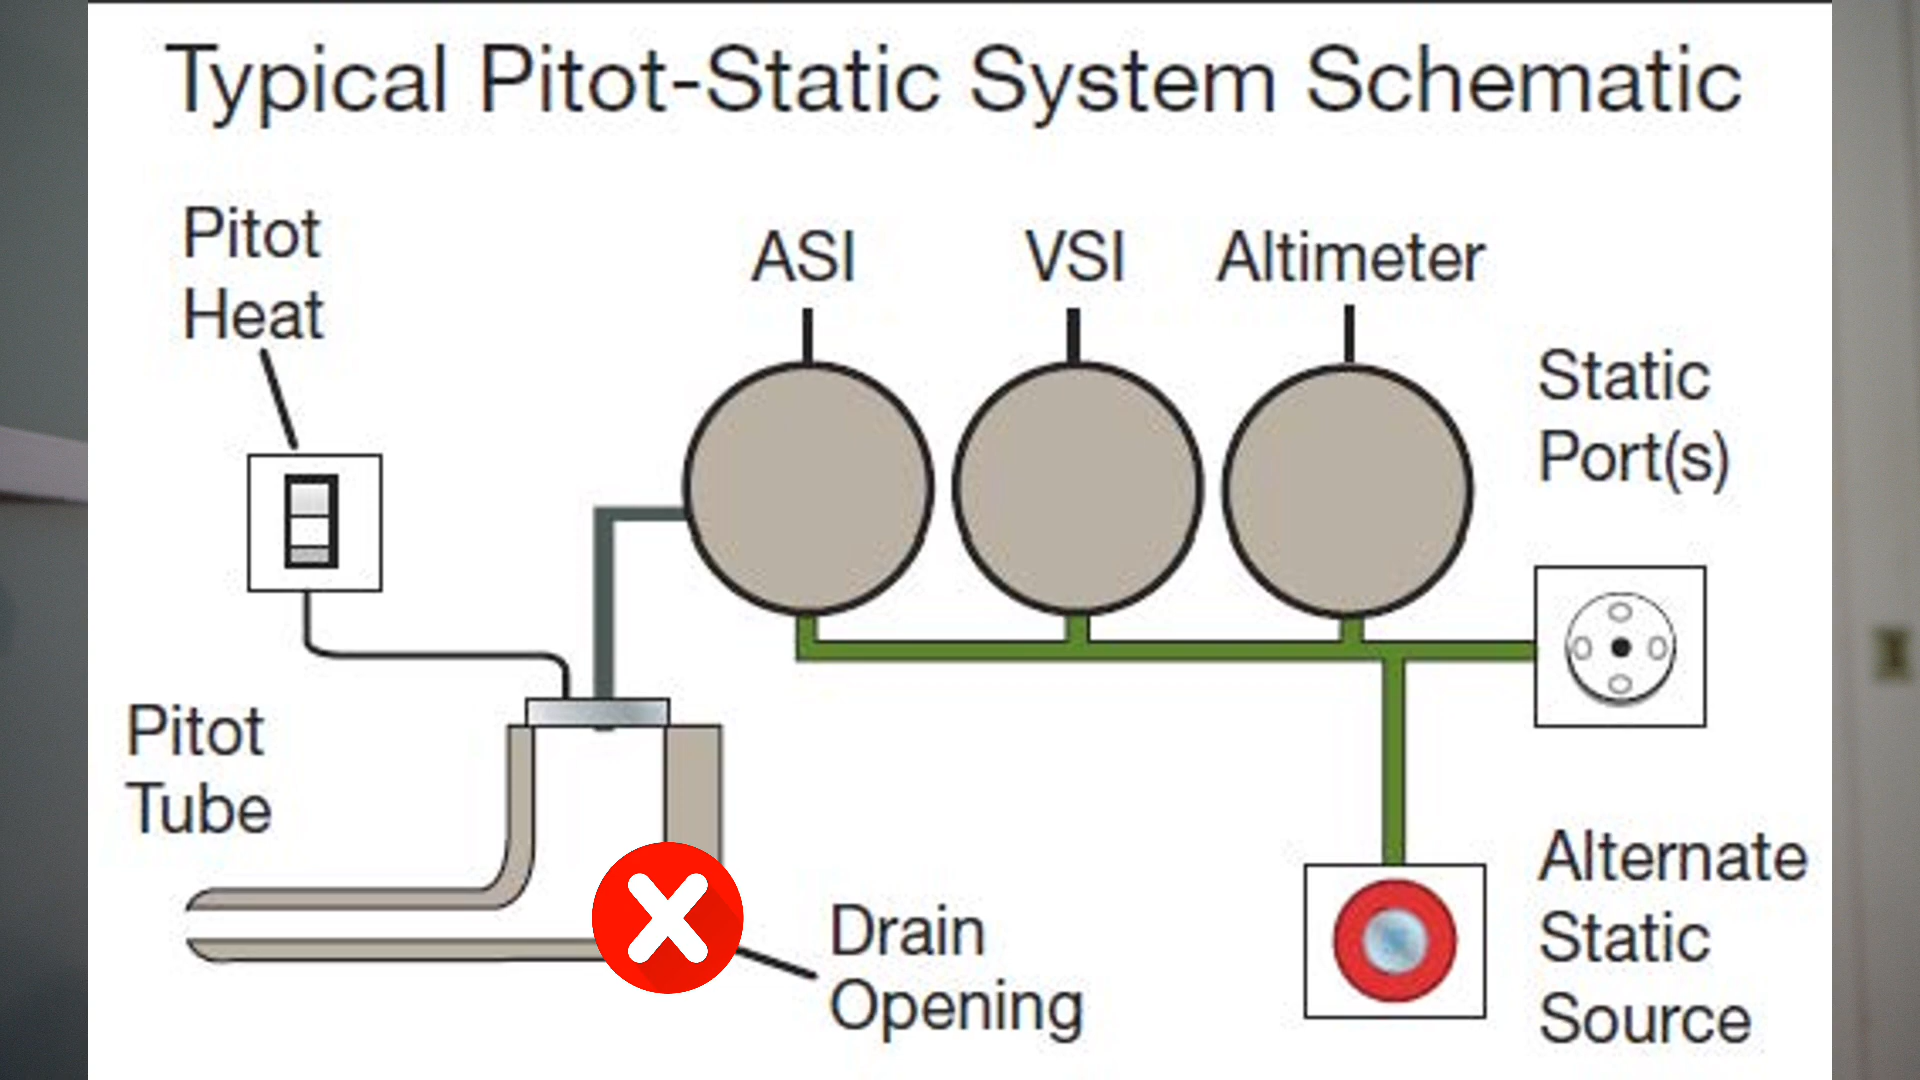 Typical Pitot-Static System Schematic
Pitot
Heat
ASI
VSI
Altimeter
Static
Port(s)
Pitot
Tube
Drain
Opening
Alternate
Static
Source